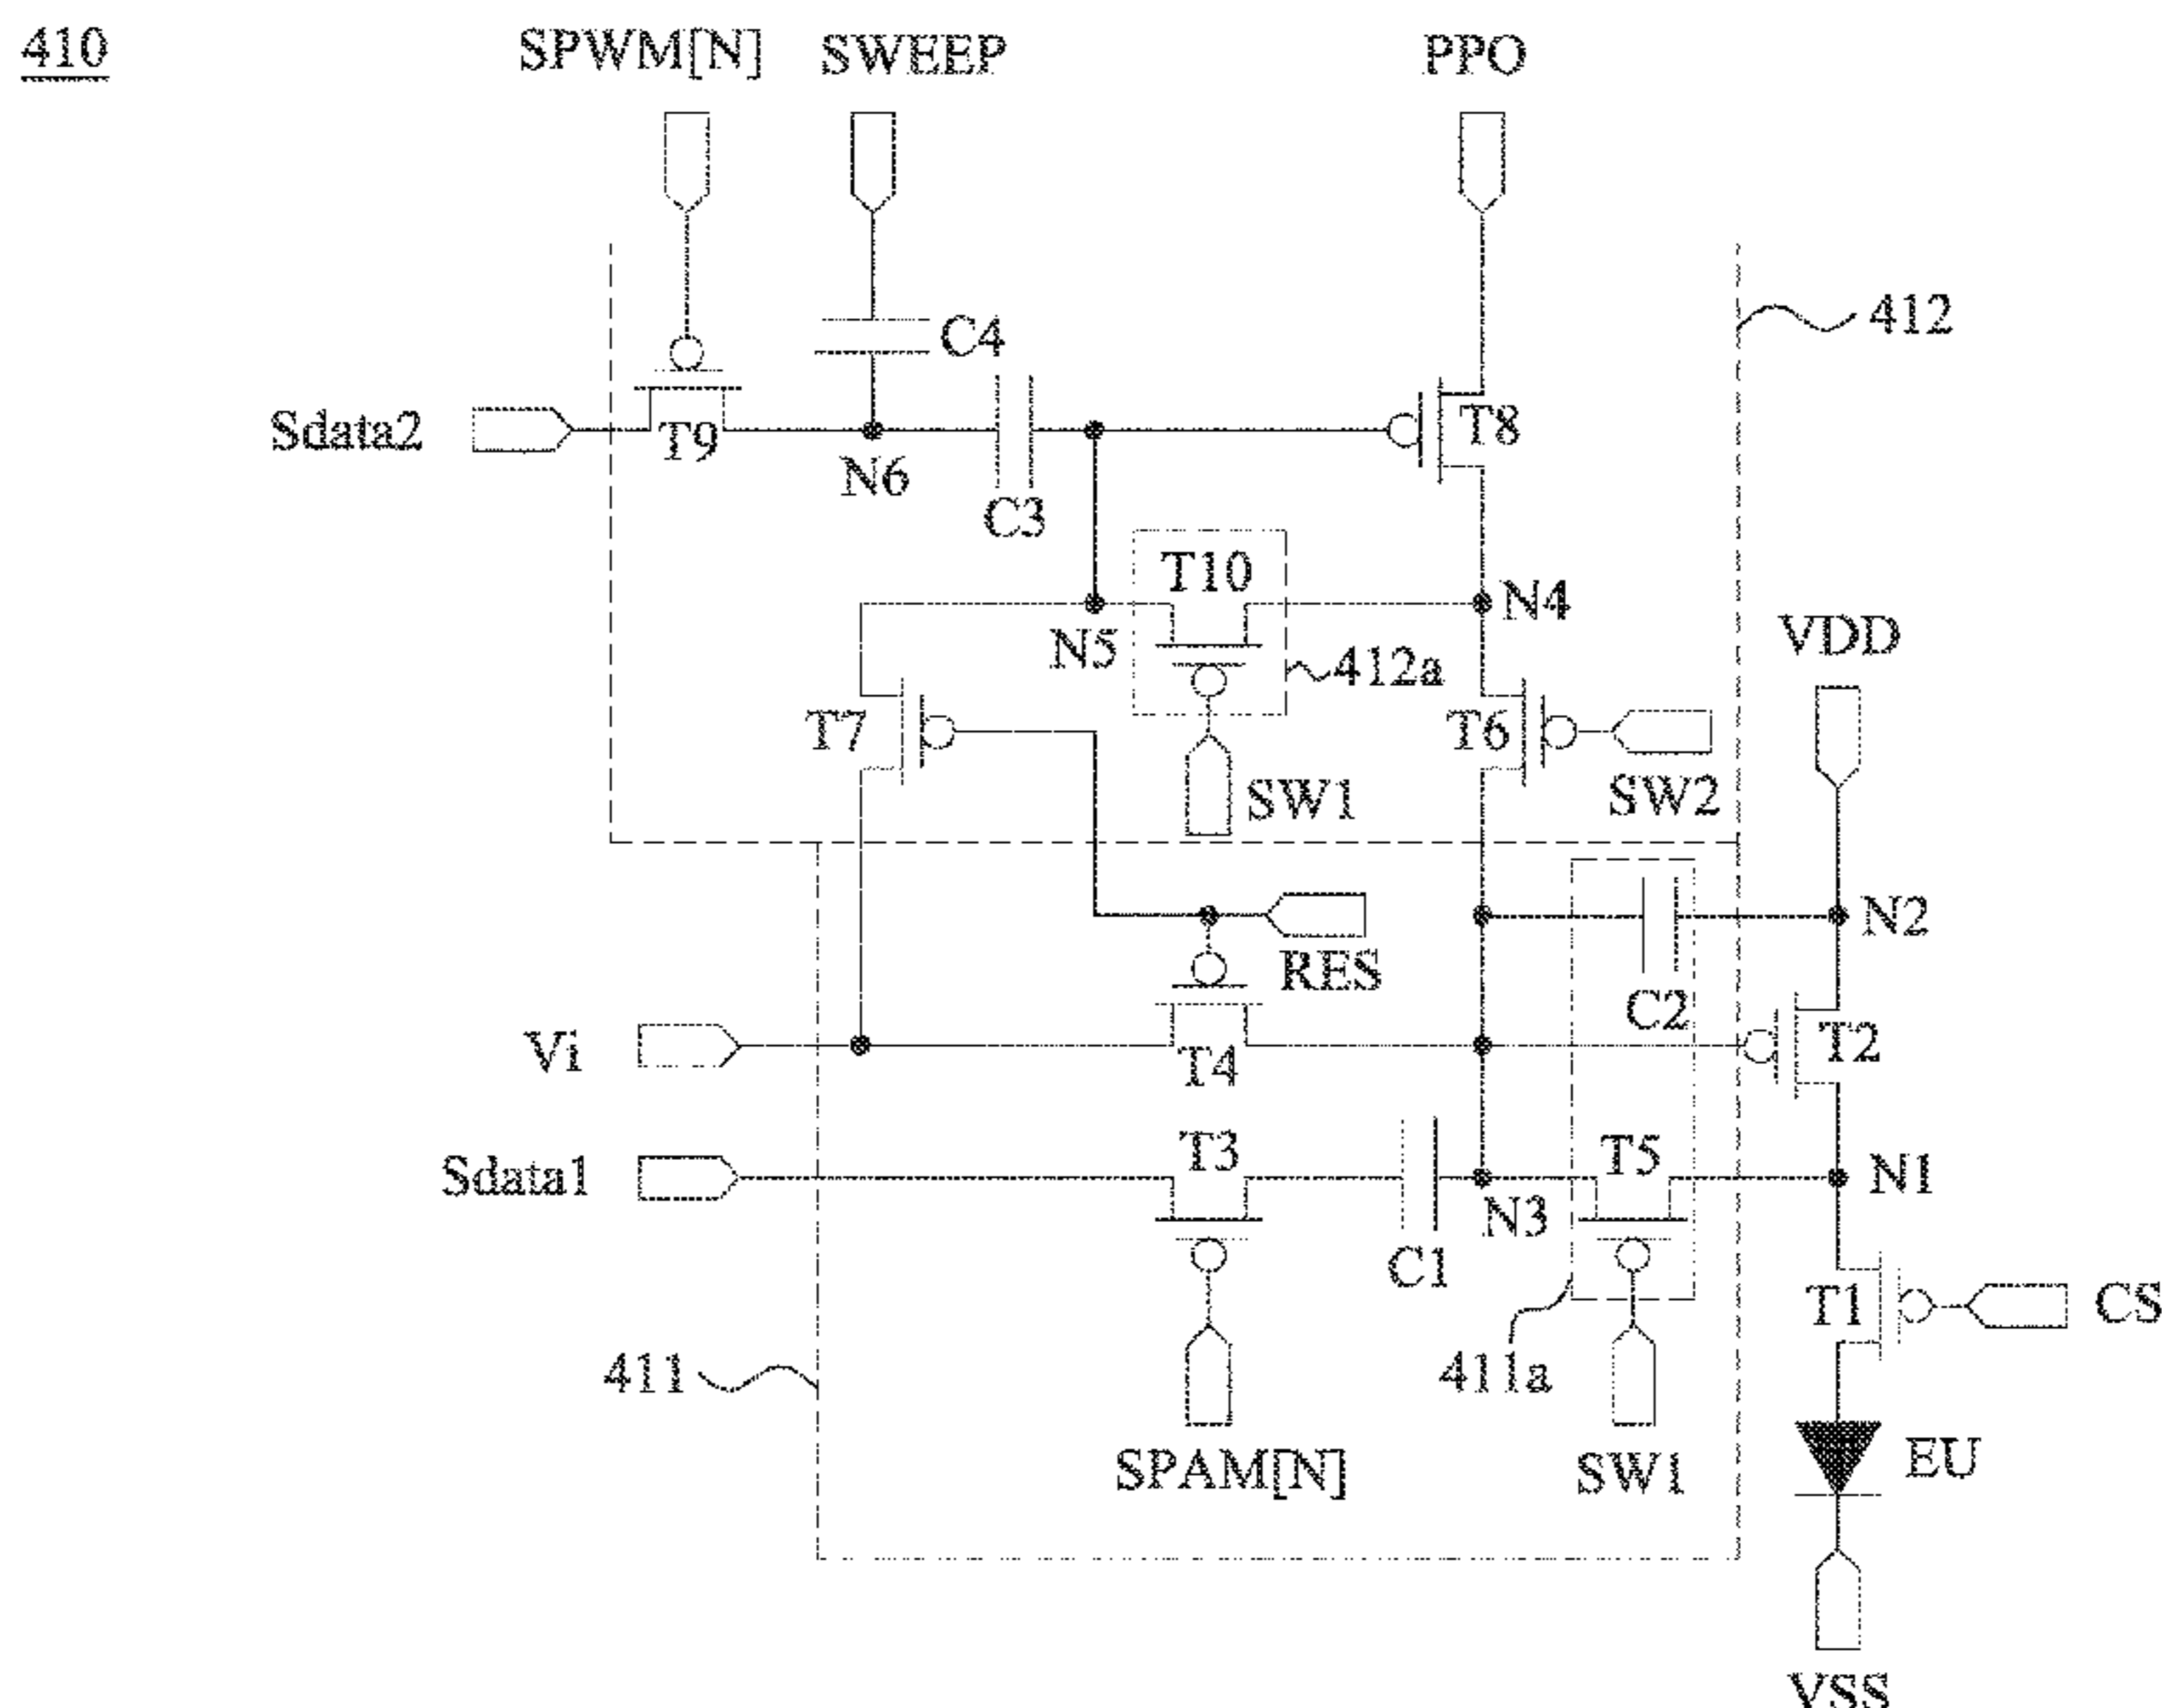 410
SPWM[N]
SWEEP
PPO
412
C4
Sdata2
T9
N6
C3
T8
T10
N5
N4
412a
VDD
T7
T6
SW1
SW2
RES
N2
C2
Vi
T4
T2
Sdata1
T3
T5
N3
N1
C1
T1
CS
411
411a
SPAM[N]
SW1
EU
VSS